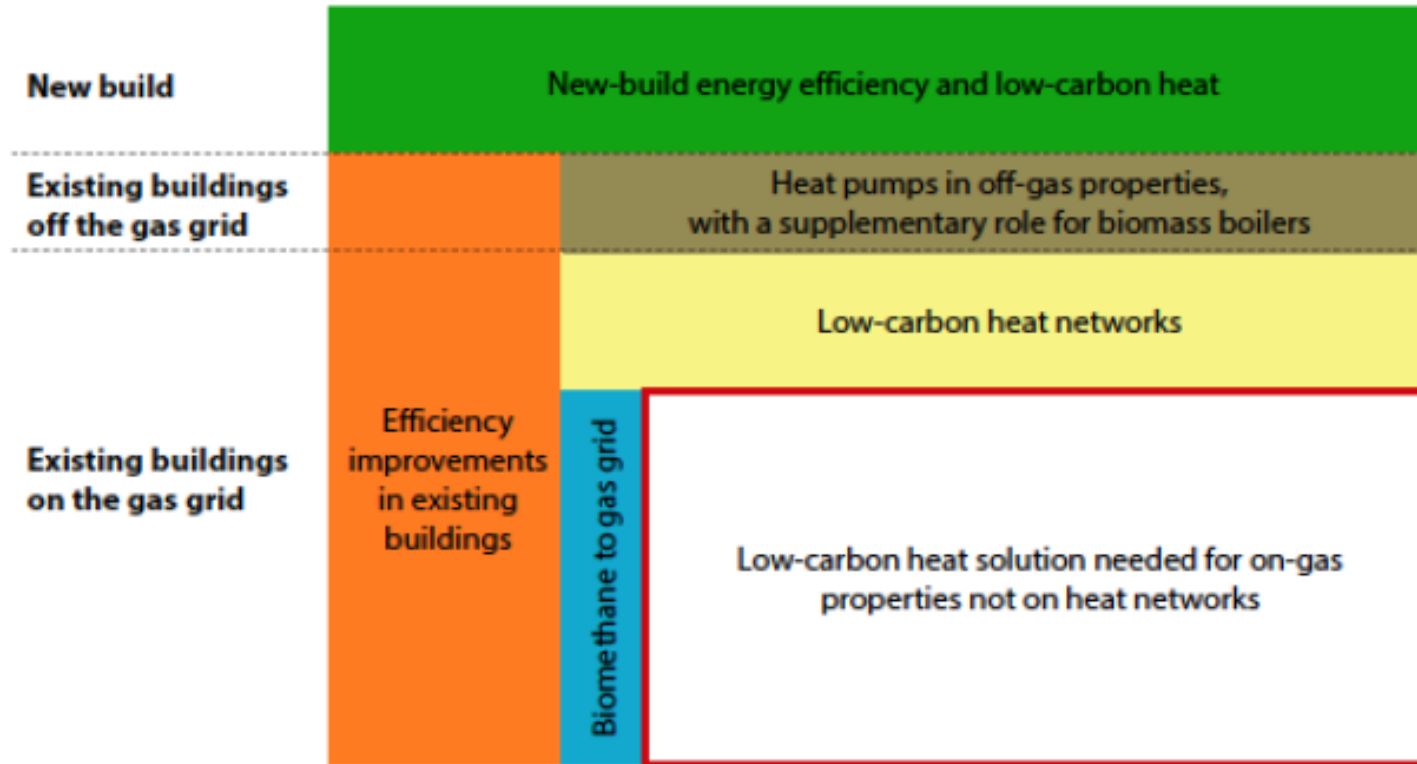 New build
New-build energy efficiency and low-carbon heat
Existing buildings
off the gas grid
Heat pumps in off-gas properties,
with a supplementary role for biomass boilers
Low-carbon heat networks
Existing buildings
on the gas grid
Efficiency
improvements
in existing
buildings
Biomethane to gas grid
Low-carbon heat solution needed for on-gas
properties not on heat networks